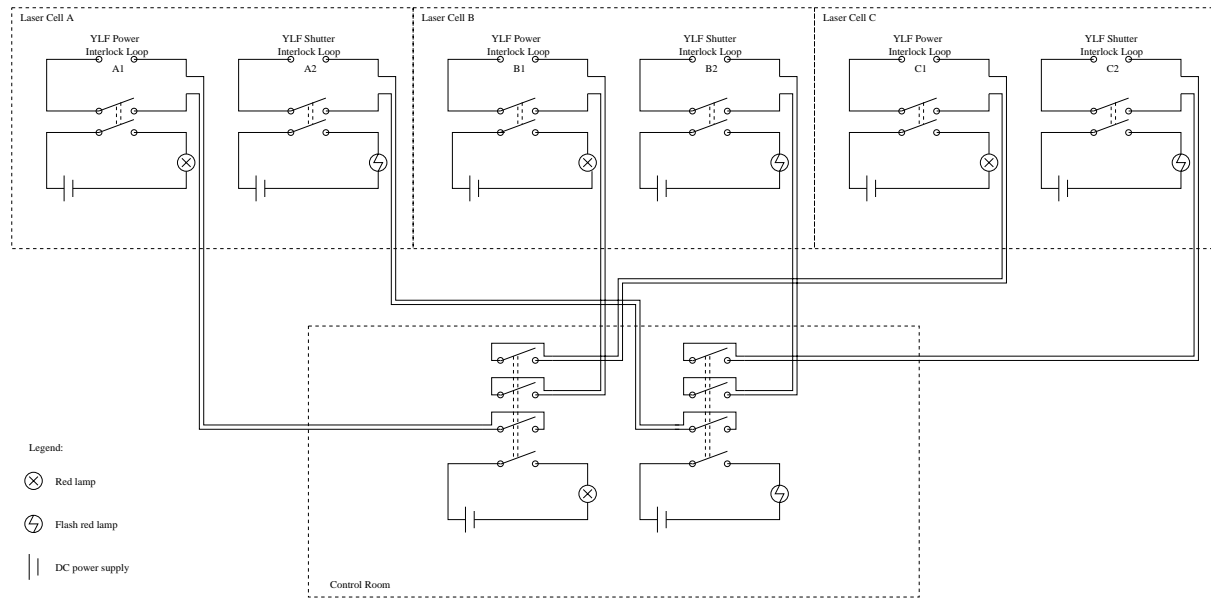 Laser Cell A
Laser Cell B
Laser Cell C
YLF Power
Interlock Loop
A1
YLF Shutter
Interlock Loop
A2
YLF Power
Interlock Loop
B1
YLF Shutter
Interlock Loop
B2
YLF Power
Interlock Loop
C1
YLF Shutter
Interlock Loop
C2
Legend:
Red lamp
Flash red lamp
DC power supply
Control Room